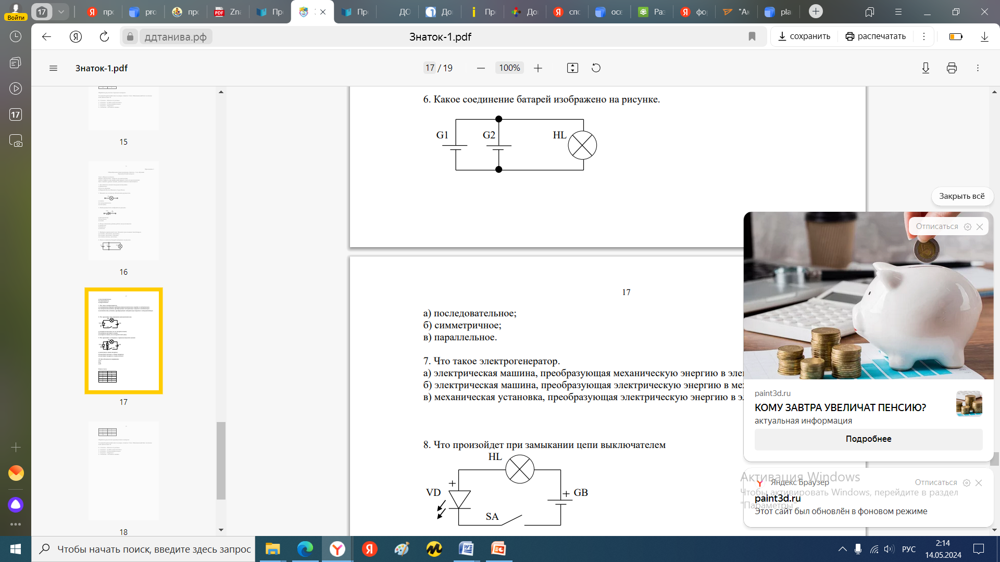 Войти
17
про
pro
про
Zna
Пр
З
Пр
ДО
До
Пр
До
спо
осе
Раз
фо
"Ак
pla
ддтанива.рф
Знаток-1.pdf
сохранить
распечатать
Знаток-1.pdf
17 / 19
100%
17
15
16
17
18
6. Какое соединение батарей изображено на рисунке.
G1
G2
HL
17
а) последовательное;
б) симметричное;
в) параллельное.
7. Что такое электрогенератор.
а) электрическая машина, преобразующая механическую энергию в эле
б) электрическая машина, преобразующая электрическую энергию в ме
в) механическая установка, преобразующая электрическую энергию в э
8. Что произойдет при замыкании цепи выключателем
HL
+
VD
+ GB
SA
Закрыть всё
Отписаться
paint3d.ru
КОМУ ЗАВТРА УВЕЛИЧАТ ПЕНСИЮ?
актуальная информация
Подробнее
Яндекс Браузер
Отписаться
paint3d.ru
Этот сайт был обновлён в фоновом режиме
Активация Windows
Чтобы активировать Windows, перейдите в раздел
"Параметры"
Чтобы начать поиск, введите здесь запрос
РУС
2:14
14.05.2024